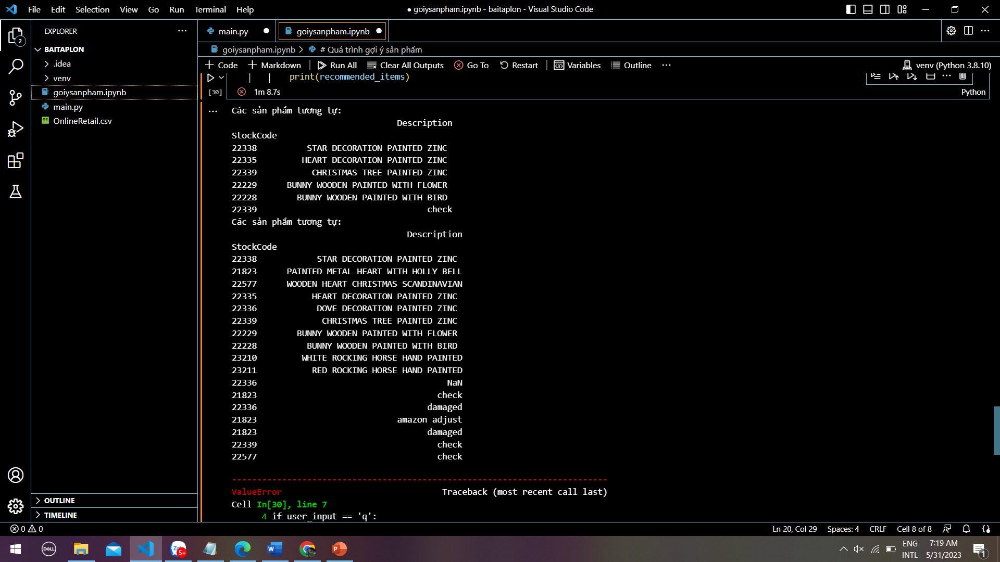 File Edit Selection View Go Run Terminal Help
● goiysanpham.ipynb - baitaplon - Visual Studio Code
EXPLORER
main.py
goiysanpham.ipynb
BAITAPLON
goiysanpham.ipynb > # Quá trình gợi ý sản phẩm
.idea
venv
goiysanpham.ipynb
main.py
OnlineRetail.csv
2
+ Code + Markdown Run All Clear All Outputs Go To Restart Variables Outline ...
venv (Python 3.8.10)
print(recommended_items)
[30] 1m 8.7s
Python
Các sản phẩm tương tự:
Description
StockCode
22338 STAR DECORATION PAINTED ZINC
22335 HEART DECORATION PAINTED ZINC
22339 CHRISTMAS TREE PAINTED ZINC
22229 BUNNY WOODEN PAINTED WITH FLOWER
22228 BUNNY WOODEN PAINTED WITH BIRD
22339 check
Các sản phẩm tương tự:
Description
StockCode
22338 STAR DECORATION PAINTED ZINC
21823 PAINTED METAL HEART WITH HOLLY BELL
22577 WOODEN HEART CHRISTMAS SCANDINAVIAN
22335 HEART DECORATION PAINTED ZINC
22336 DOVE DECORATION PAINTED ZINC
22339 CHRISTMAS TREE PAINTED ZINC
22229 BUNNY WOODEN PAINTED WITH FLOWER
22228 BUNNY WOODEN PAINTED WITH BIRD
23210 WHITE ROCKING HORSE HAND PAINTED
23211 RED ROCKING HORSE HAND PAINTED
22336 NaN
21823 check
22336 damaged
21823 amazon adjust
21823 damaged
22339 check
22577 check
---------------------------------------------------------------------------
ValueError Traceback (most recent call last)
Cell In[30], line 7
4 if user_input == 'q':
OUTLINE
TIMELINE
0 0
Ln 20, Col 29 Spaces: 4 CRLF Cell 8 of 8
DELL
5+
ENG
INTL
7:19 AM
5/31/2023
1